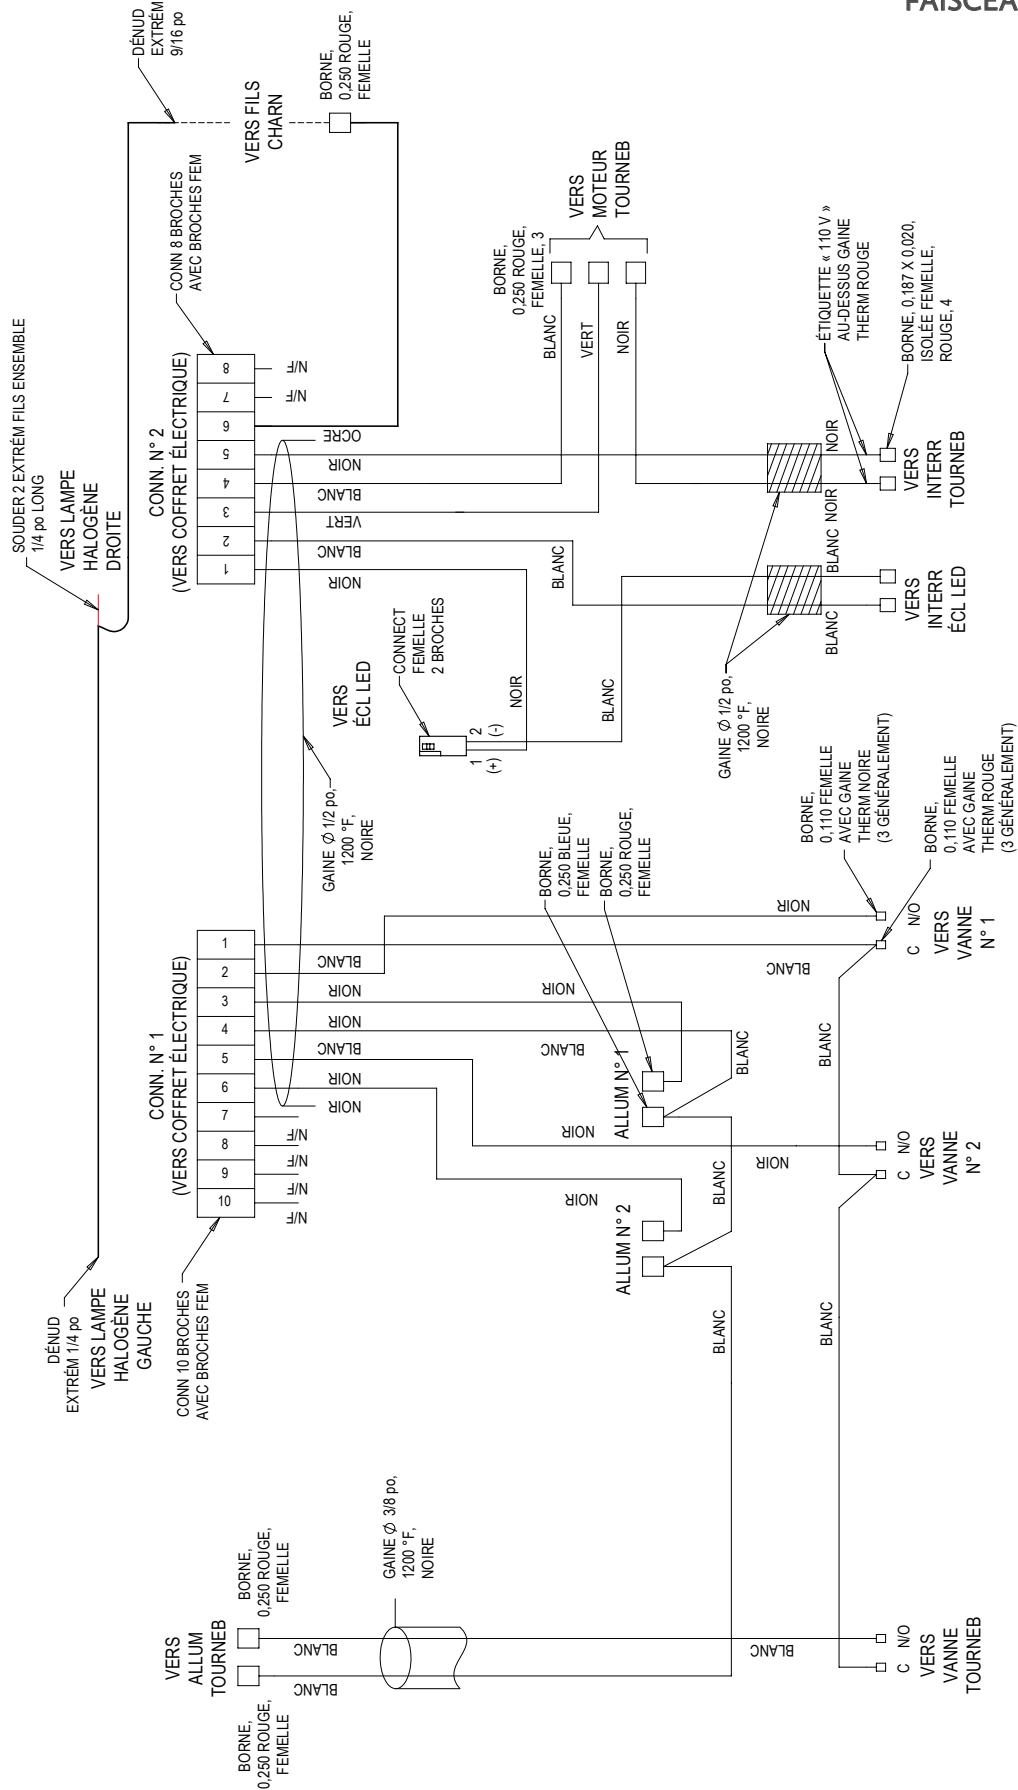 FAISCEA
DÉNUD
EXTRÉM
9/16 po
VERS FILS
CHARN
BORNE,
0,250 ROUGE,
FEMELLE
SOUDER 2 EXTRÉM FILS ENSEMBLE
1/4 po LONG
VERS LAMPE
HALOGÈNE
DROITE
CONN 8 BROCHES
AVEC BROCHES FEM
CONN. N° 2
(VERS COFFRET ÉLECTRIQUE)
1
2
3
4
5
6
7
8
NOIR
BLANC
VERT
BLANC
NOIR
OCRE
N/F
N/F
BORNE,
0,250 ROUGE,
FEMELLE, 3
BLANC
VERT
NOIR
VERS
MOTEUR
TOURNEB
ÉTIQUETTE « 110 V »
AU-DESSUS GAINE
THERM ROUGE
BORNE, 0,187 X 0,020,
ISOLÉE FEMELLE,
ROUGE, 4
NOIR
NOIR
VERS
INTERR
TOURNEB
BLANC
BLANC
BLANC
BLANC
VERS
INTERR
ÉCL LED
GAINE Ø 1/2 po,
1200 °F,
NOIRE
VERS
ÉCL LED
CONNECT
FEMELLE
2 BROCHES
1
(+)
2
(-)
NOIR
GAINE Ø 1/2 po,
1200 °F,
NOIRE
DÉNUD
EXTRÉM 1/4 po
VERS LAMPE
HALOGÈNE
GAUCHE
CONN 10 BROCHES
AVEC BROCHES FEM
CONN. N° 1
(VERS COFFRET ÉLECTRIQUE)
10
9
8
7
6
5
4
3
2
1
N/F
N/F
N/F
N/F
NOIR
NOIR
BLANC
NOIR
NOIR
BLANC
BORNE,
0,250 BLEUE,
FEMELLE
BORNE,
0,250 ROUGE,
FEMELLE
BORNE,
0,110 FEMELLE
AVEC GAINE
THERM NOIRE
(3 GÉNÉRALEMENT)
BORNE,
0,110 FEMELLE
AVEC GAINE
THERM ROUGE
(3 GÉNÉRALEMENT)
NOIR
BLANC
NOIR
BLANC
ALLUM N° 1
BLANC
BLANC
C N/O
VERS
VANNE
N° 1
NOIR
NOIR
NOIR
ALLUM N° 2
BLANC
BLANC
BLANC
C N/O
VERS
VANNE
N° 2
GAINE Ø 3/8 po,
1200 °F,
NOIRE
BORNE,
0,250 ROUGE,
FEMELLE
VERS
ALLUM
TOURNEB
BORNE,
0,250 ROUGE,
FEMELLE
BLANC
BLANC
BLANC
C N/O
VERS
VANNE
TOURNEB